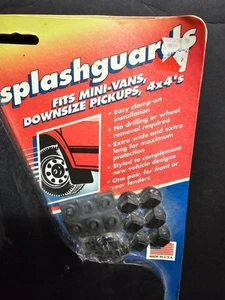 splashguards
FITS MINI-VANS,
DOWNSIZE PICKUPS, 4x4's
• Easy clamp-on
installation
• No drilling or wheel
removal required
• Extra wide and extra
long for maximum
protection
• Styled to complement
new vehicle designs
• One pair, for front or
rear fenders
MADE IN U.S.A.